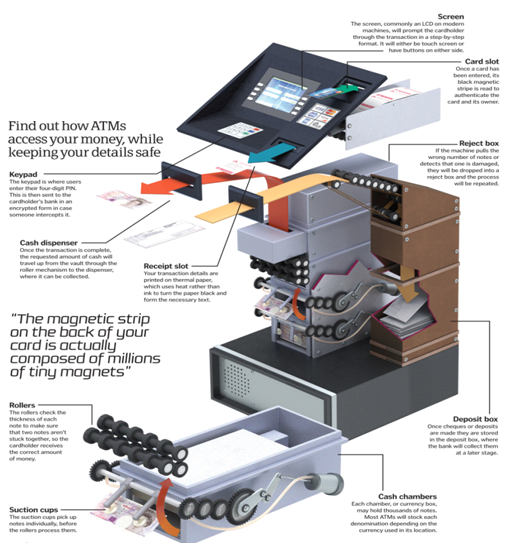 Screen
The screen, commonly an LCD on modern
machines, will prompt the cardholder
through the transaction in a step-by-step
format. It will either be touch screen or
have buttons on either side.
Card slot
Once a card has
been entered, its
black magnetic
stripe is read to
authenticate the
card and its owner.
Find out how ATMs
access your money, while
keeping your details safe
Reject box
If the machine pulls the
wrong number of notes or
detects that one is damaged,
they will be dropped into a
reject box and the process
will be repeated.
Keypad
The keypad is where users
enter their four-digit PIN.
This is then sent to the
cardholder's bank in an
encrypted form in case
someone intercepts it.
Cash dispenser
Once the transaction is complete,
the requested amount of cash will
travel up from the vault through the
roller mechanism to the dispenser,
where it can be collected.
Receipt slot
Your transaction details are
printed on thermal paper,
which uses heat rather than
ink to turn the paper black and
form the necessary text.
"The magnetic strip
on the back of your
card is actually
composed of millions
of tiny magnets"
Rollers
The rollers check the
thickness of each
note to make sure
that two notes aren't
stuck together, so the
cardholder receives
the correct amount
of money.
Deposit box
Once cheques or deposits
are made they are stored
in the deposit box, where
the bank will collect them
at a later stage.
Suction cups
The suction cups pick up
notes individually, before
the rollers process them.
Cash chambers
Each chamber, or currency box,
may hold thousands of notes.
Most ATMs will stock each
denomination depending on the
currency used in its location.